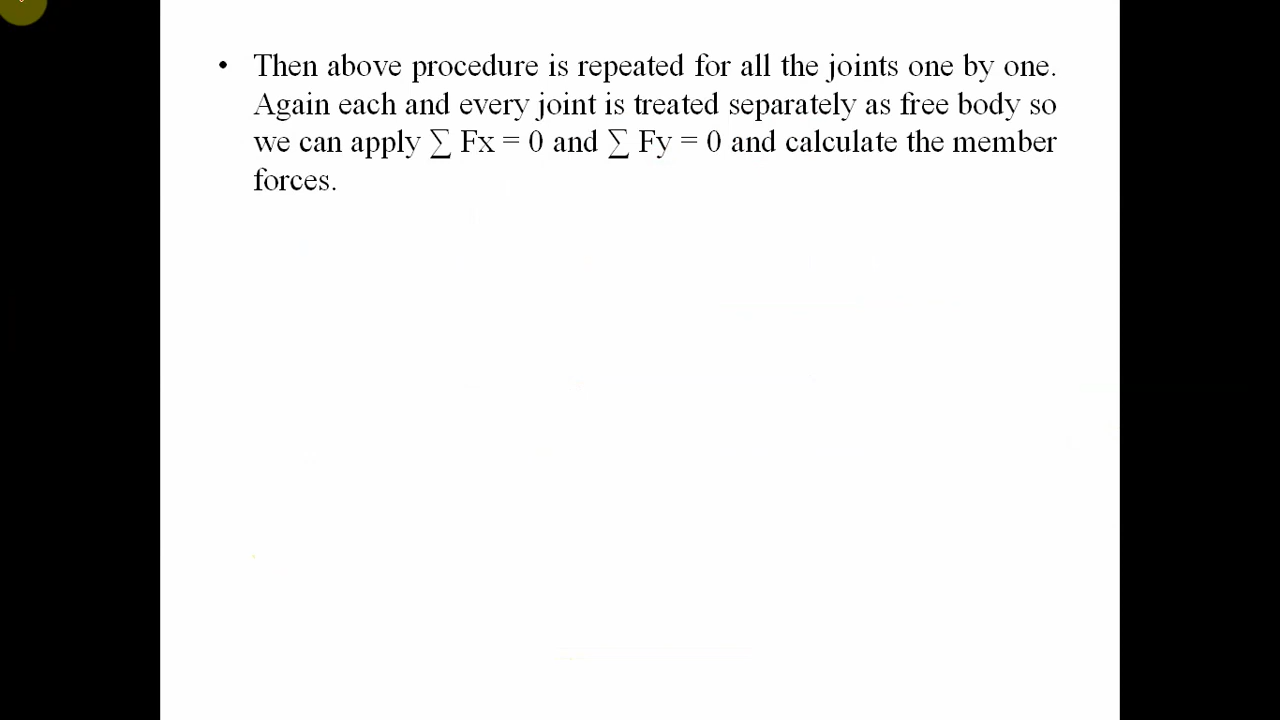 • Then above procedure is repeated for all the joints one by one.
Again each and every joint is treated separately as free body so
we can apply ∑ Fx = 0 and ∑ Fy = 0 and calculate the member
forces.